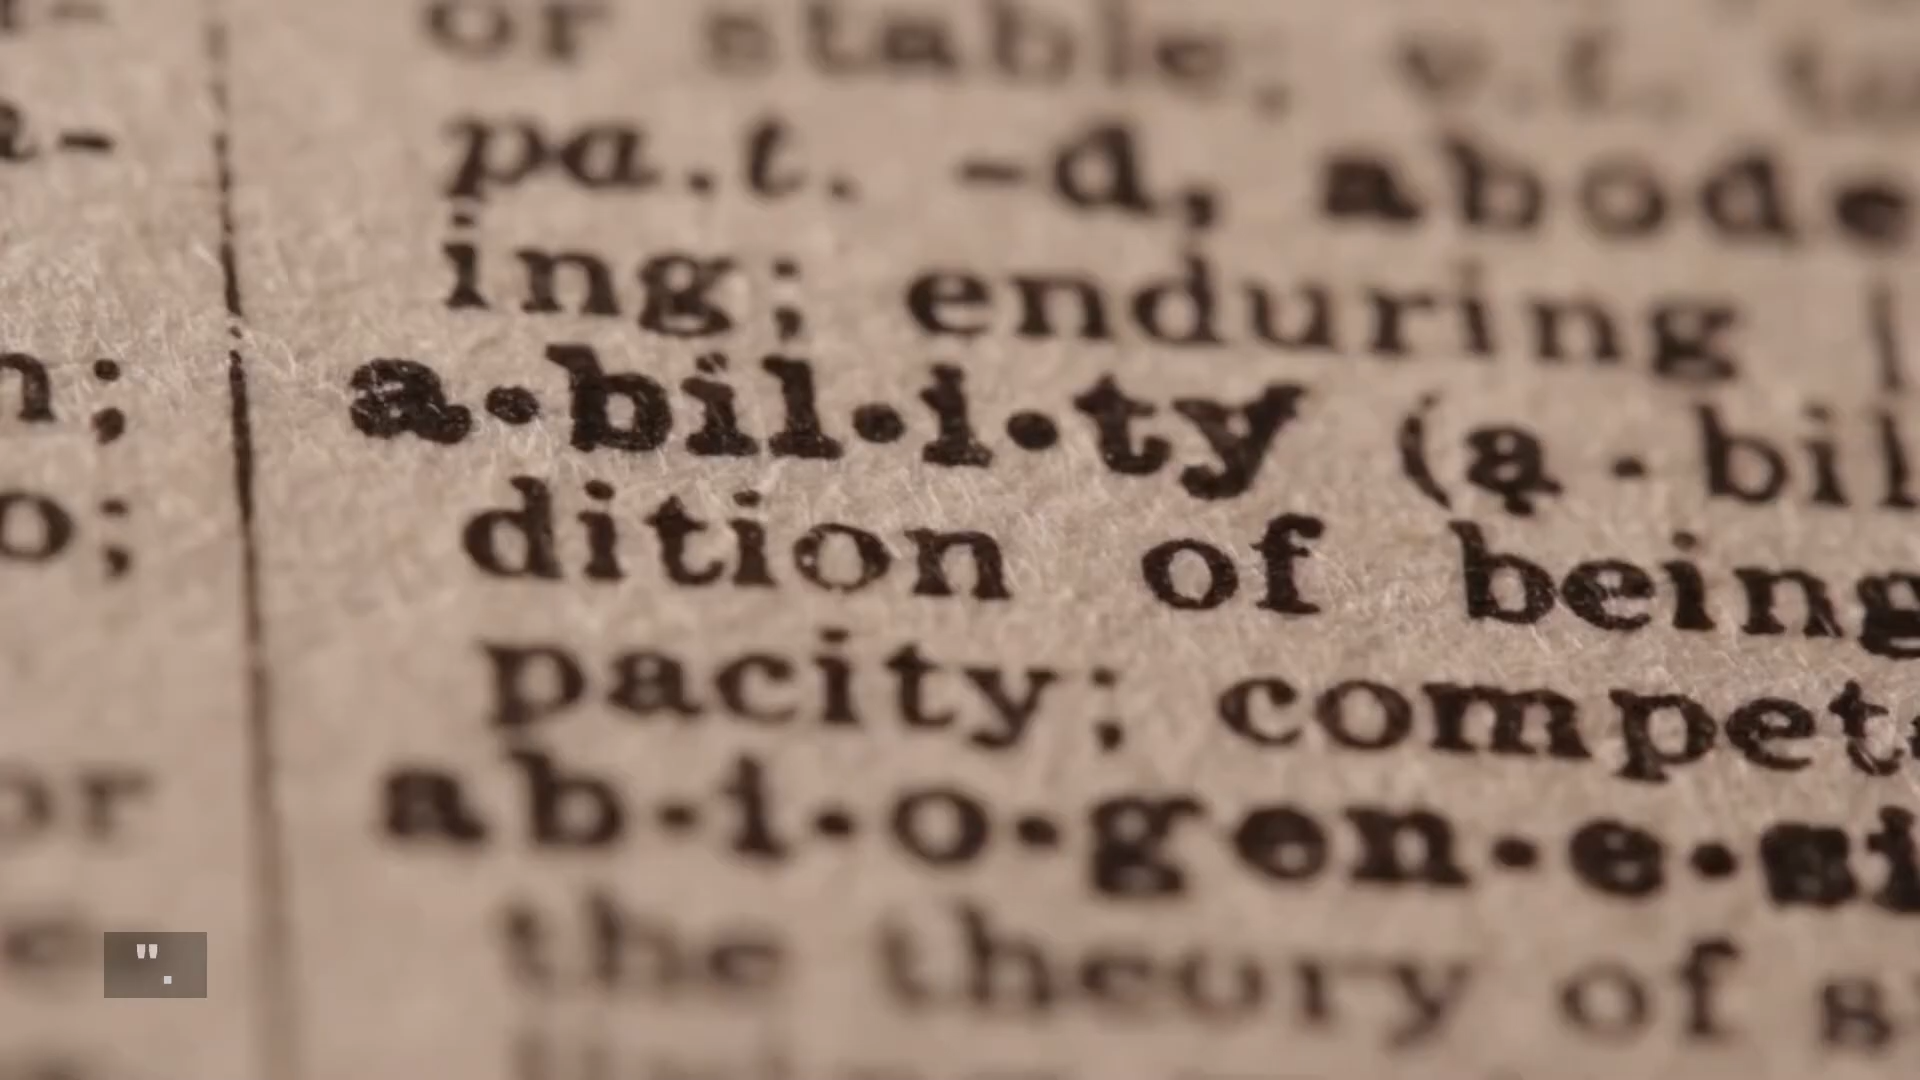 or stable; v.t.
a-
pa.t. -d, abode
ing; enduring
n;
a•bil•i•ty (ạ - bil
o;
dition of being
pacity; compet
or
ab•i•o•gen•e•si
the theory of s
".